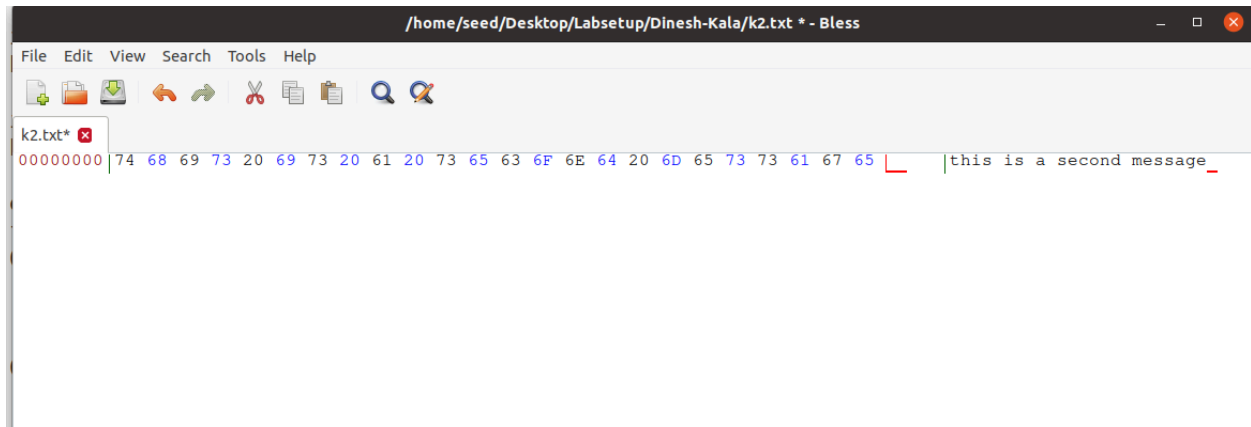 /home/seed/Desktop/Labsetup/Dinesh-Kala/k2.txt * - Bless
File Edit View Search Tools Help
k2.txt*
00000000 74 68 69 73 20 69 73 20 61 20 73 65 63 6F 6E 64 20 6D 65 73 73 61 67 65 this is a second message